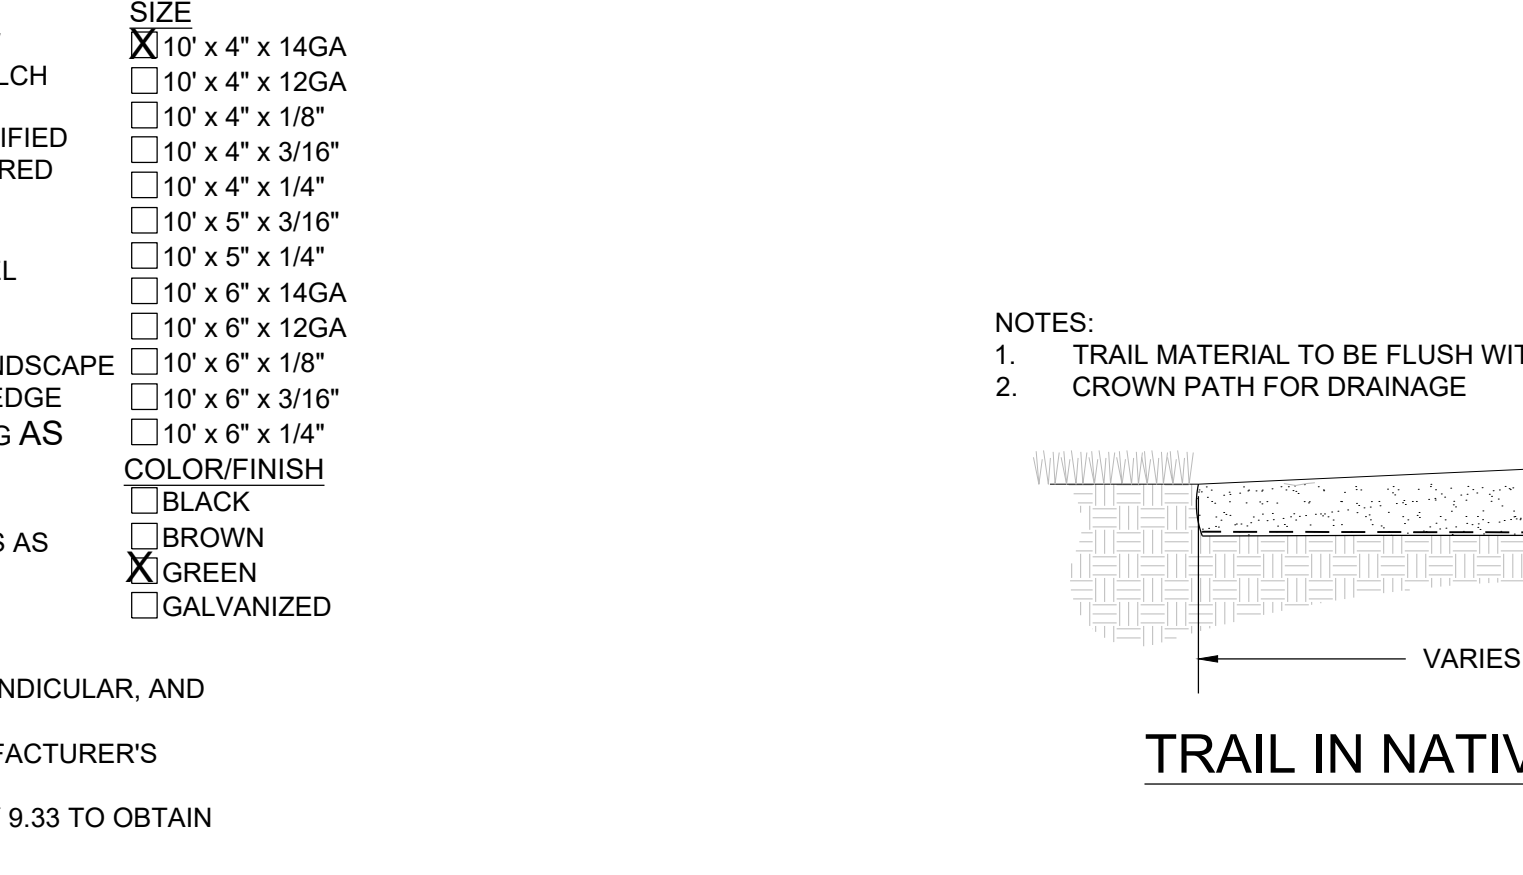 LCH
IFIED
RED
EL
NDSCAPE
EDGE
G AS
S AS
NDICULAR, AND
FACTURER'S
9.33 TO OBTAIN
SIZE
X 10' x 4" x 14GA
10' x 4" x 12GA
10' x 4" x 1/8"
10' x 4" x 3/16"
10' x 4" x 1/4"
10' x 5" x 3/16"
10' x 5" x 1/4"
10' x 6" x 14GA
10' x 6" x 12GA
10' x 6" x 1/8"
10' x 6" x 3/16"
10' x 6" x 1/4"
COLOR/FINISH
BLACK
BROWN
X GREEN
GALVANIZED
NOTES:
1. TRAIL MATERIAL TO BE FLUSH WIT
2. CROWN PATH FOR DRAINAGE
VARIES
TRAIL IN NATIV